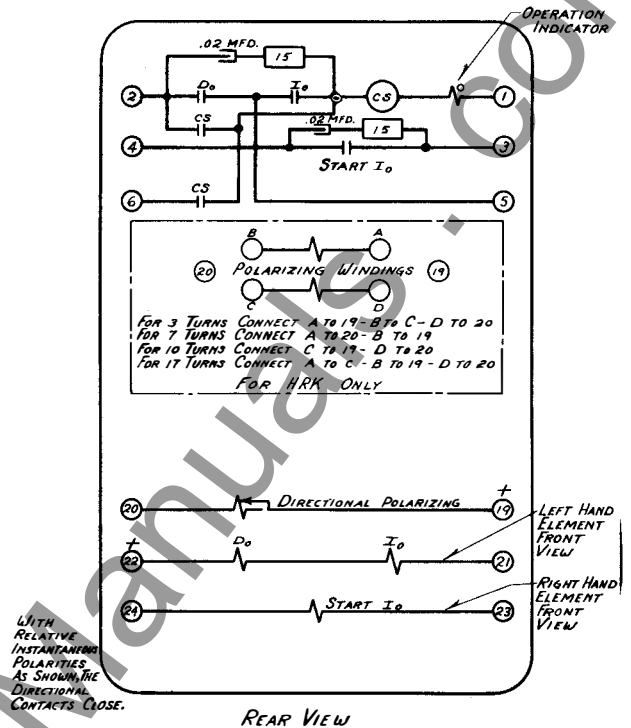 OPERATION
INDICATOR
.02 MFD.
15
2
Do
Io
CS
1
CS
.02 MFD.
15
4
3
START Io
CS
6
5
B
A
20
POLARIZING WINDINGS
19
C
D
FOR 3 TURNS CONNECT A TO 19 - B TO C - D TO 20
FOR 7 TURNS CONNECT A TO 20 - B TO 19
FOR 10 TURNS CONNECT C TO 19 - D TO 20
FOR 17 TURNS CONNECT A TO C - B TO 19 - D TO 20
FOR HRK ONLY
20
DIRECTIONAL POLARIZING
+
19
LEFT HAND
ELEMENT
FRONT
VIEW
+
22
Do
Io
21
24
START Io
23
RIGHT HAND
ELEMENT
FRONT
VIEW
WITH
RELATIVE
INSTANTANEOUS
POLARITIES
AS SHOWN, THE
DIRECTIONAL
CONTACTS CLOSE.
REAR VIEW
Manuals.co